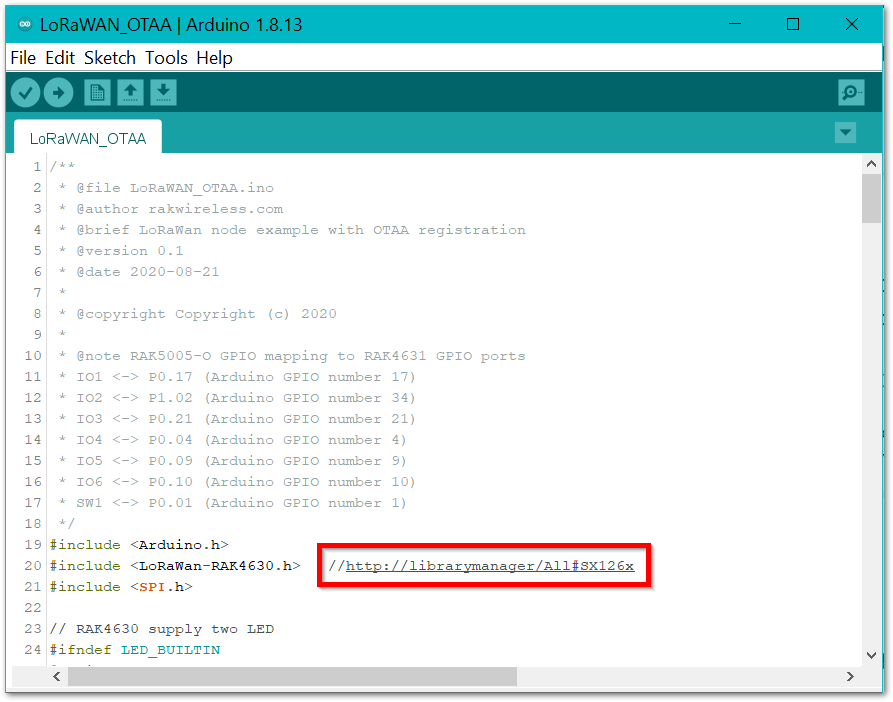 LoRaWAN_OTAA | Arduino 1.8.13
File Edit Sketch Tools Help
LoRaWAN_OTAA
1 /**
2  * @file LoRaWAN_OTAA.ino
3  * @author rakwireless.com
4  * @brief LoRaWan node example with OTAA registration
5  * @version 0.1
6  * @date 2020-08-21
7  *
8  * @copyright Copyright (c) 2020
9  *
10  * @note RAK5005-O GPIO mapping to RAK4631 GPIO ports
11  * IO1 <-> P0.17 (Arduino GPIO number 17)
12  * IO2 <-> P1.02 (Arduino GPIO number 34)
13  * IO3 <-> P0.21 (Arduino GPIO number 21)
14  * IO4 <-> P0.04 (Arduino GPIO number 4)
15  * IO5 <-> P0.09 (Arduino GPIO number 9)
16  * IO6 <-> P0.10 (Arduino GPIO number 10)
17  * SW1 <-> P0.01 (Arduino GPIO number 1)
18  */
19 #include <Arduino.h>
20 #include <LoRaWan-RAK4630.h>   //http://librarymanager/All#SX126x
21 #include <SPI.h>
22
23 // RAK4630 supply two LED
24 #ifndef LED_BUILTIN